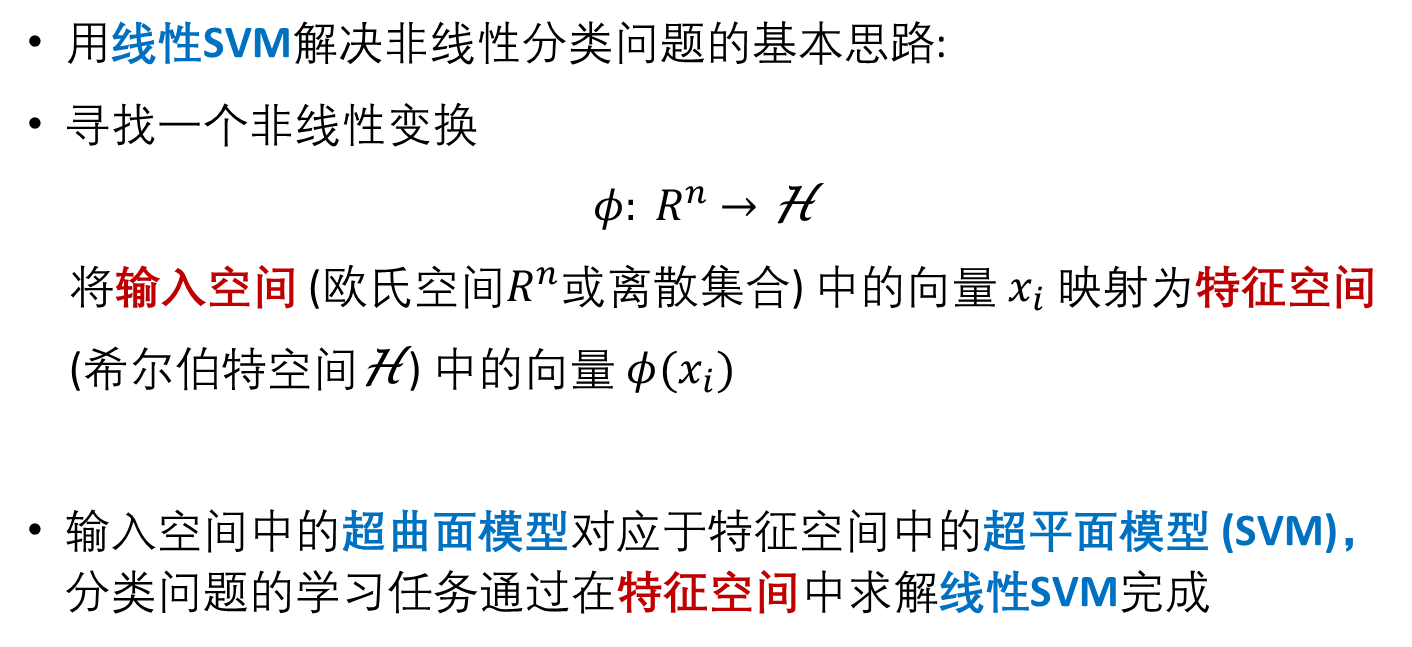 • 用线性SVM解决非线性分类问题的基本思路:
• 寻找一个非线性变换
𝜙: Rⁿ → ℋ
将输入空间 (欧氏空间Rⁿ或离散集合) 中的向量 xᵢ 映射为特征空间
(希尔伯特空间 ℋ) 中的向量 𝜙(xᵢ)
• 输入空间中的超曲面模型对应于特征空间中的超平面模型 (SVM)，
分类问题的学习任务通过在特征空间中求解线性SVM完成